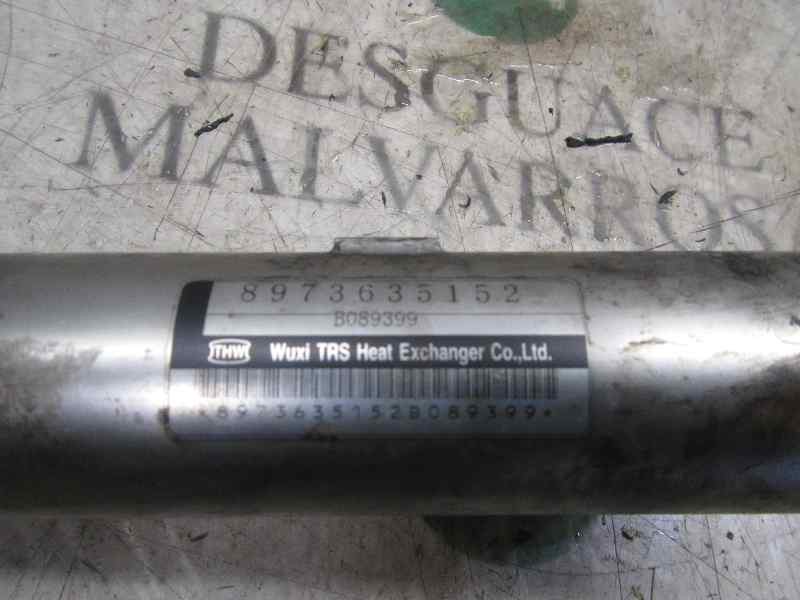 DESGUACE
MALVARROS
8973635152
B089399
THW Wuxi TRS Heat Exchanger Co.,Ltd.
*8973635152B089399*